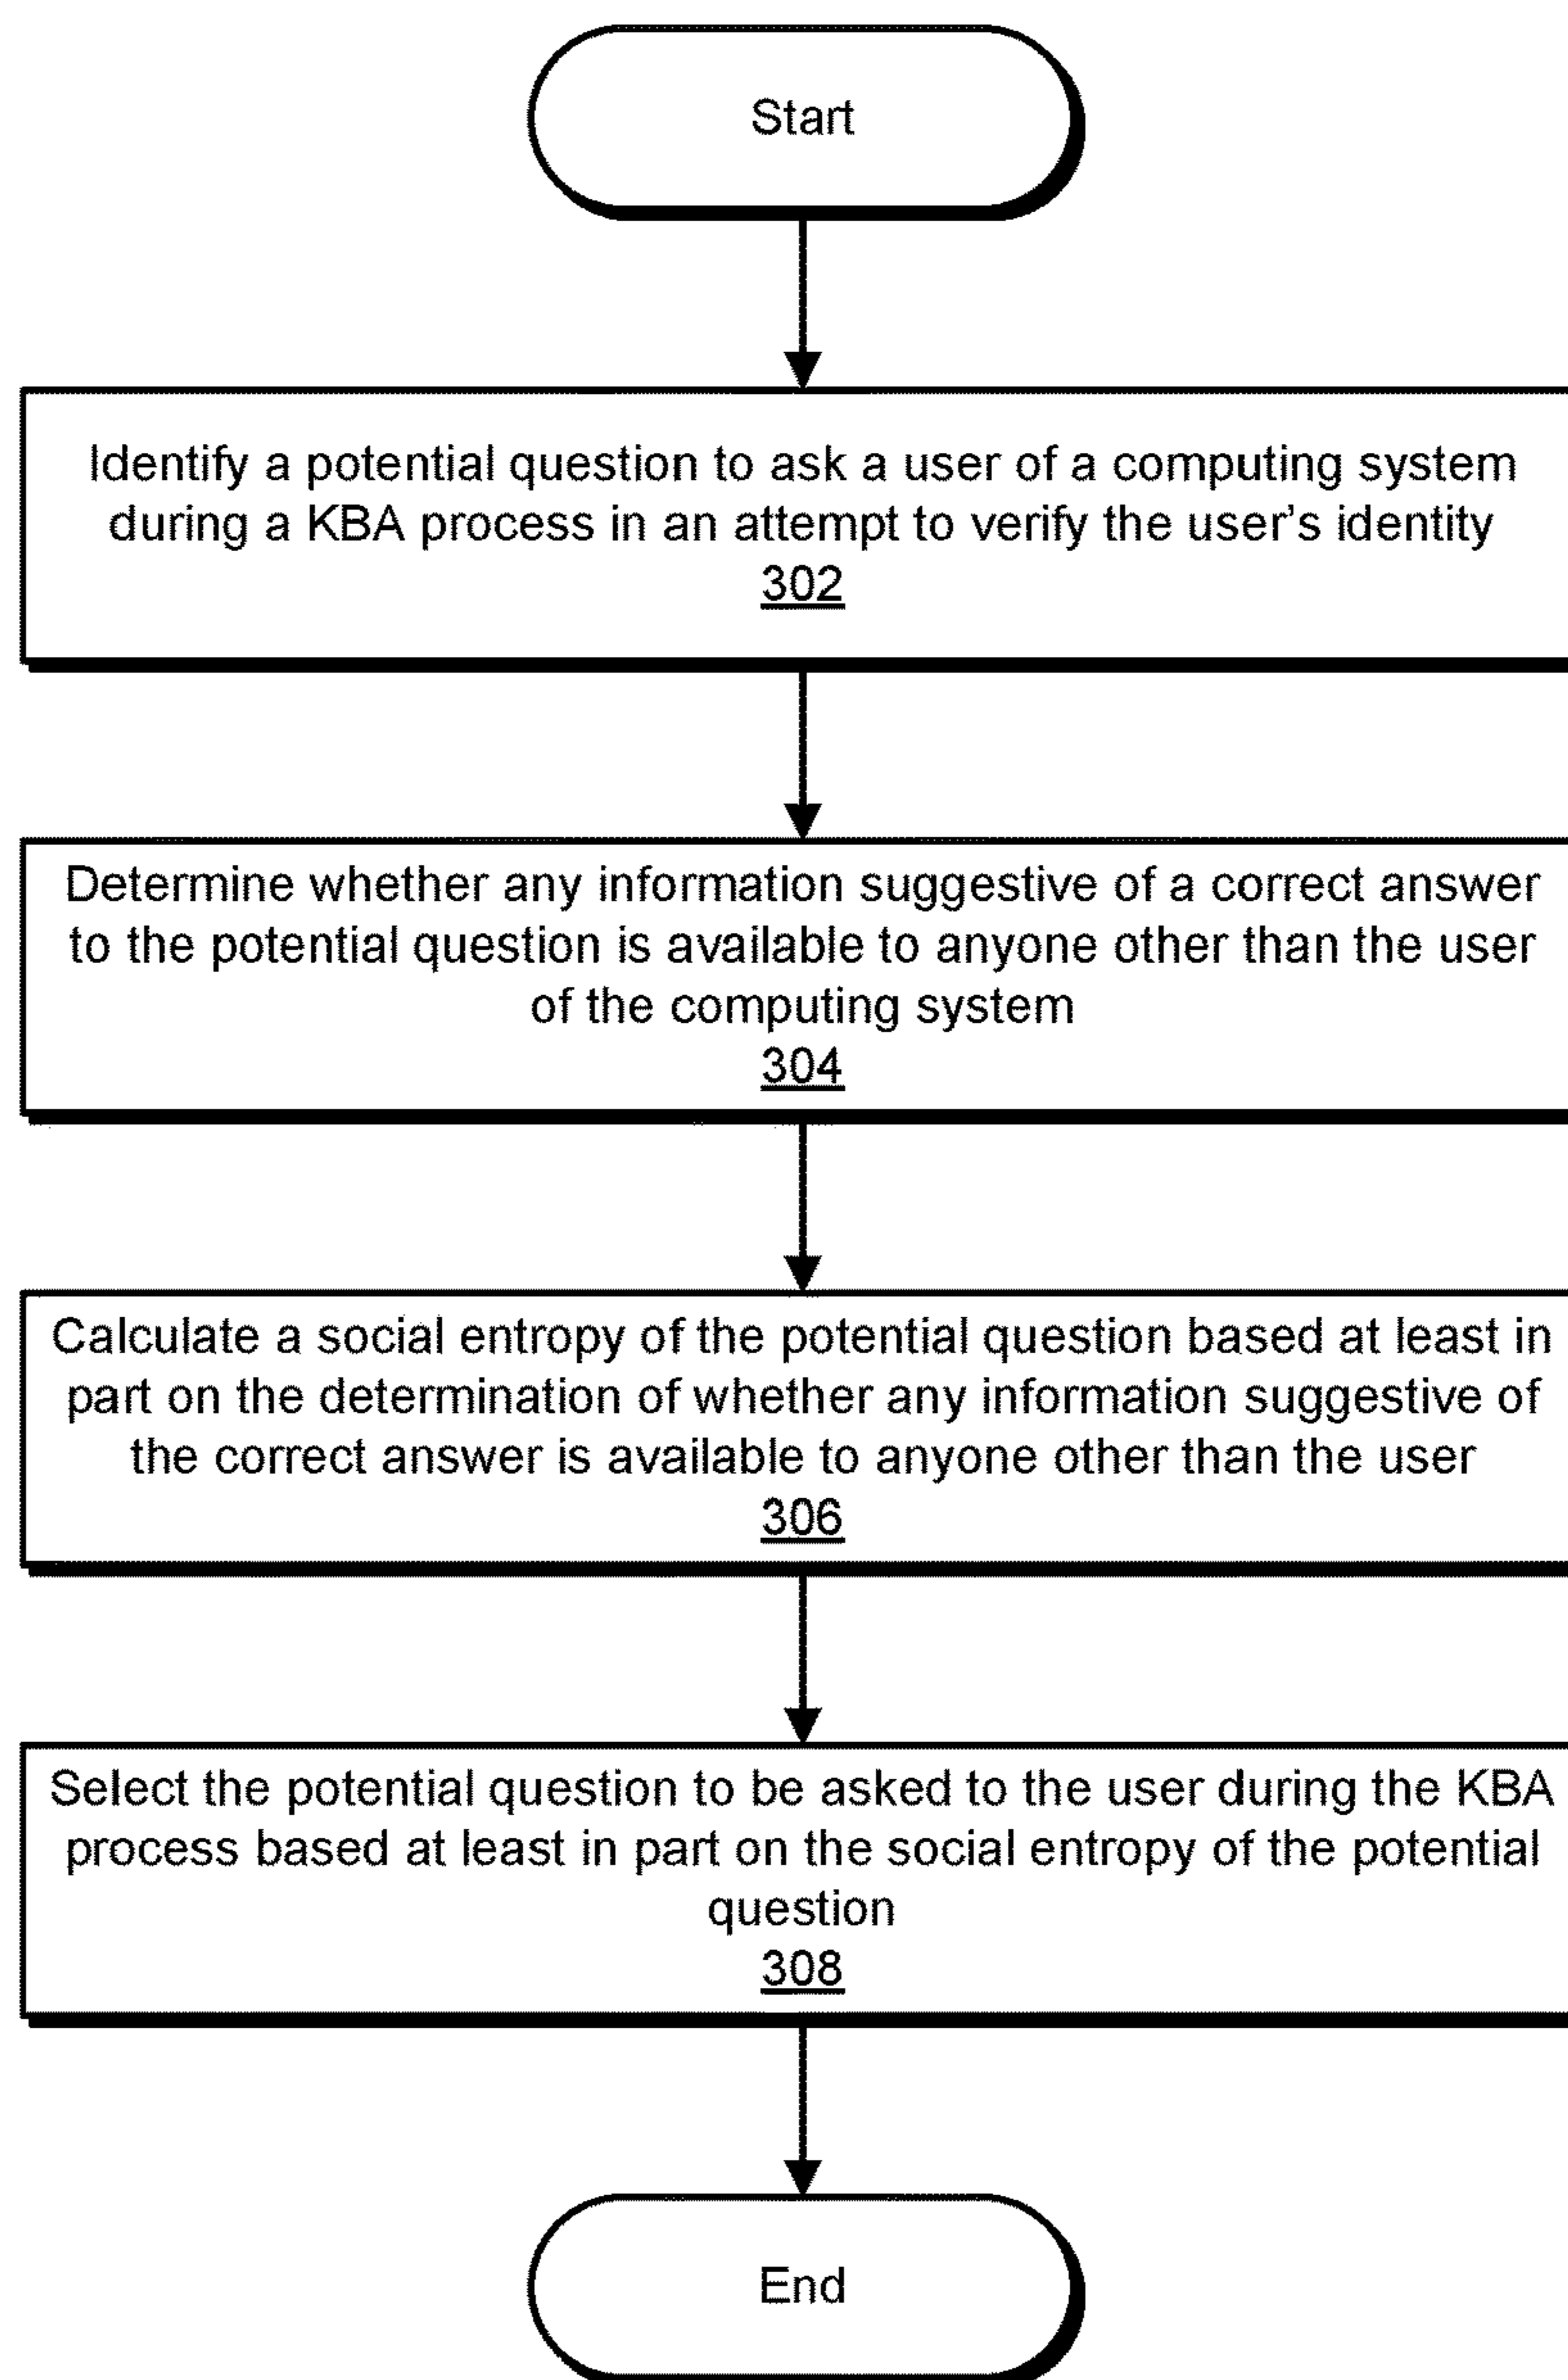 Start
Identify a potential question to ask a user of a computing system
during a KBA process in an attempt to verify the user's identity
302
Determine whether any information suggestive of a correct answer
to the potential question is available to anyone other than the user
of the computing system
304
Calculate a social entropy of the potential question based at least in
part on the determination of whether any information suggestive of
the correct answer is available to anyone other than the user
306
Select the potential question to be asked to the user during the KBA
process based at least in part on the social entropy of the potential
question
308
End